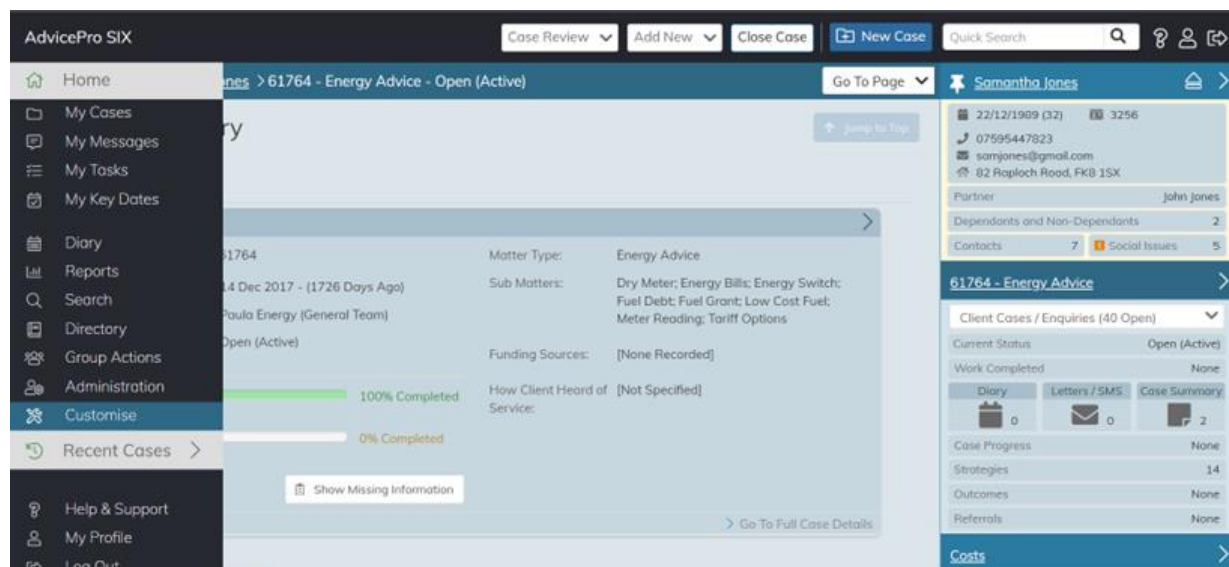 AdvicePro SIX
Case Review
Add New
Close Case
New Case
Quick Search
Home
My Cases
My Messages
My Tasks
My Key Dates
Diary
Reports
Search
Directory
Group Actions
Administration
Customise
Recent Cases
Help & Support
My Profile
Log Out
nes > 61764 - Energy Advice - Open (Active)
Go To Page
ry
Jump to Top
61764
14 Dec 2017 - (1726 Days Ago)
Paula Energy (General Team)
Open (Active)
100% Completed
0% Completed
Show Missing Information
Matter Type: Energy Advice
Sub Matters: Dry Meter; Energy Bills; Energy Switch;
Fuel Debt; Fuel Grant; Low Cost Fuel;
Meter Reading; Tariff Options
Funding Sources: [None Recorded]
How Client Heard of [Not Specified]
Service:
> Go To Full Case Details
Samantha Jones
22/12/1989 (32) 3256
07595447823
samjones@gmail.com
82 Raploch Road, FK8 1SX
Partner John Jones
Dependants and Non-Dependants 2
Contacts 7 Social Issues 5
61764 - Energy Advice
Client Cases / Enquiries (40 Open)
Current Status Open (Active)
Work Completed None
Diary Letters / SMS Case Summary
0 0 2
Case Progress None
Strategies 14
Outcomes None
Referrals None
Costs